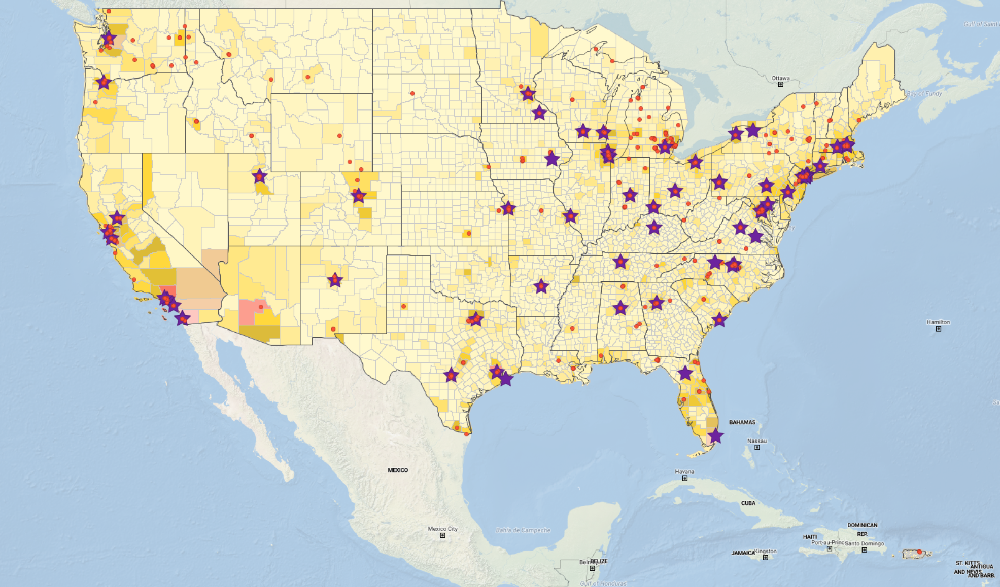 Gulf of Saint
Ottawa
Bay of Fundy
ay
Hamilton
BAHAMAS
Nassau
MEXICO
Havana
CUBA
Mexico City
Bahía de Campeche
DOMINICAN
REP.
HAITI
Port-au-Princ
Santo Domingo
JAMAICA
Kingston
BELIZE
ST. KITTS
AND NEVIS
ANTIGUA
AND BARB.
Gulf of Honduras